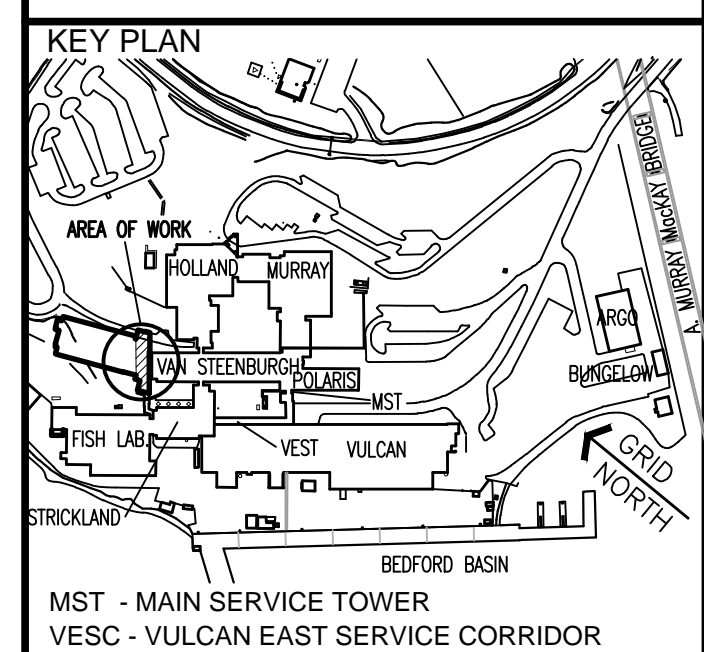 KEY PLAN
A. MURRAY MacKAY BRIDGE
AREA OF WORK
HOLLAND
MURRAY
ARGO
VAN STEENBURGH
POLARIS
BUNGELOW
MST
FISH LAB.
VEST
VULCAN
GRID
NORTH
STRICKLAND
BEDFORD BASIN
MST - MAIN SERVICE TOWER
VESC - VULCAN EAST SERVICE CORRIDOR